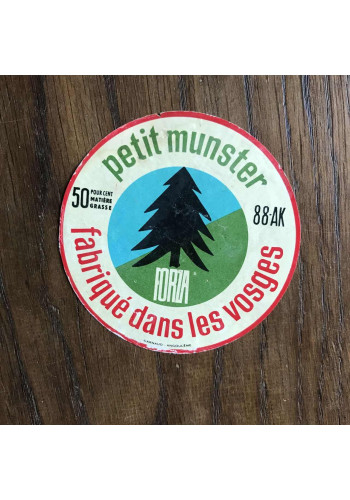 petit munster
50 POUR CENT
MATIÈRE
GRASSE
88·AK
FORZA
fabriqué dans les vosges